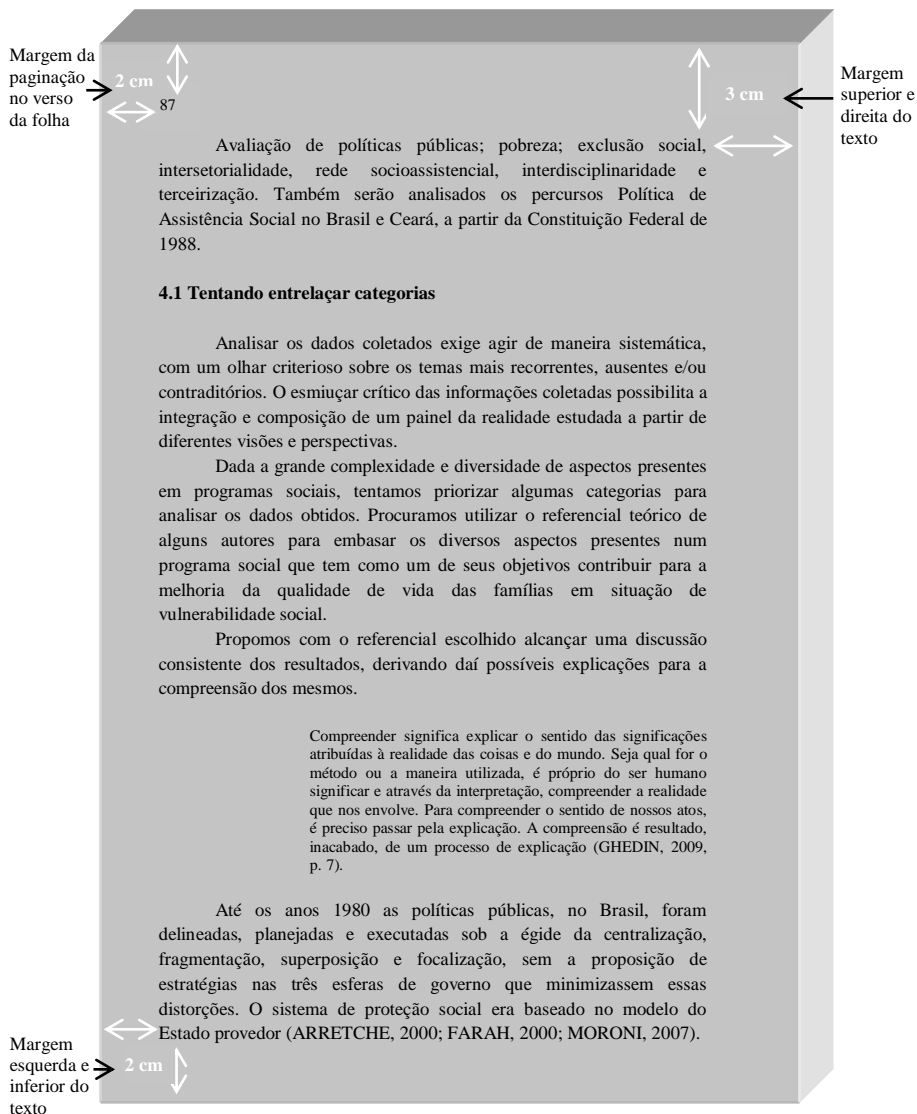 Margem da
paginação
no verso
da folha
2 cm
87
3 cm
Margem
superior e
direita do
texto
Avaliação de políticas públicas; pobreza; exclusão social,
intersetorialidade, rede socioassistencial, interdisciplinaridade e
terceirização. Também serão analisados os percursos Política de
Assistência Social no Brasil e Ceará, a partir da Constituição Federal de
1988.
4.1 Tentando entrelaçar categorias
Analisar os dados coletados exige agir de maneira sistemática,
com um olhar criterioso sobre os temas mais recorrentes, ausentes e/ou
contraditórios. O esmiuçar crítico das informações coletadas possibilita a
integração e composição de um painel da realidade estudada a partir de
diferentes visões e perspectivas.
Dada a grande complexidade e diversidade de aspectos presentes
em programas sociais, tentamos priorizar algumas categorias para
analisar os dados obtidos. Procuramos utilizar o referencial teórico de
alguns autores para embasar os diversos aspectos presentes num
programa social que tem como um de seus objetivos contribuir para a
melhoria da qualidade de vida das famílias em situação de
vulnerabilidade social.
Propomos com o referencial escolhido alcançar uma discussão
consistente dos resultados, derivando daí possíveis explicações para a
compreensão dos mesmos.
Compreender significa explicar o sentido das significações
atribuídas à realidade das coisas e do mundo. Seja qual for o
método ou a maneira utilizada, é próprio do ser humano
significar e através da interpretação, compreender a realidade
que nos envolve. Para compreender o sentido de nossos atos,
é preciso passar pela explicação. A compreensão é resultado,
inacabado, de um processo de explicação (GHEDIN, 2009,
p. 7).
Até os anos 1980 as políticas públicas, no Brasil, foram
delineadas, planejadas e executadas sob a égide da centralização,
fragmentação, superposição e focalização, sem a proposição de
estratégias nas três esferas de governo que minimizassem essas
distorções. O sistema de proteção social era baseado no modelo do
Estado provedor (ARRETCHE, 2000; FARAH, 2000; MORONI, 2007).
Margem
esquerda e
inferior do
texto
2 cm